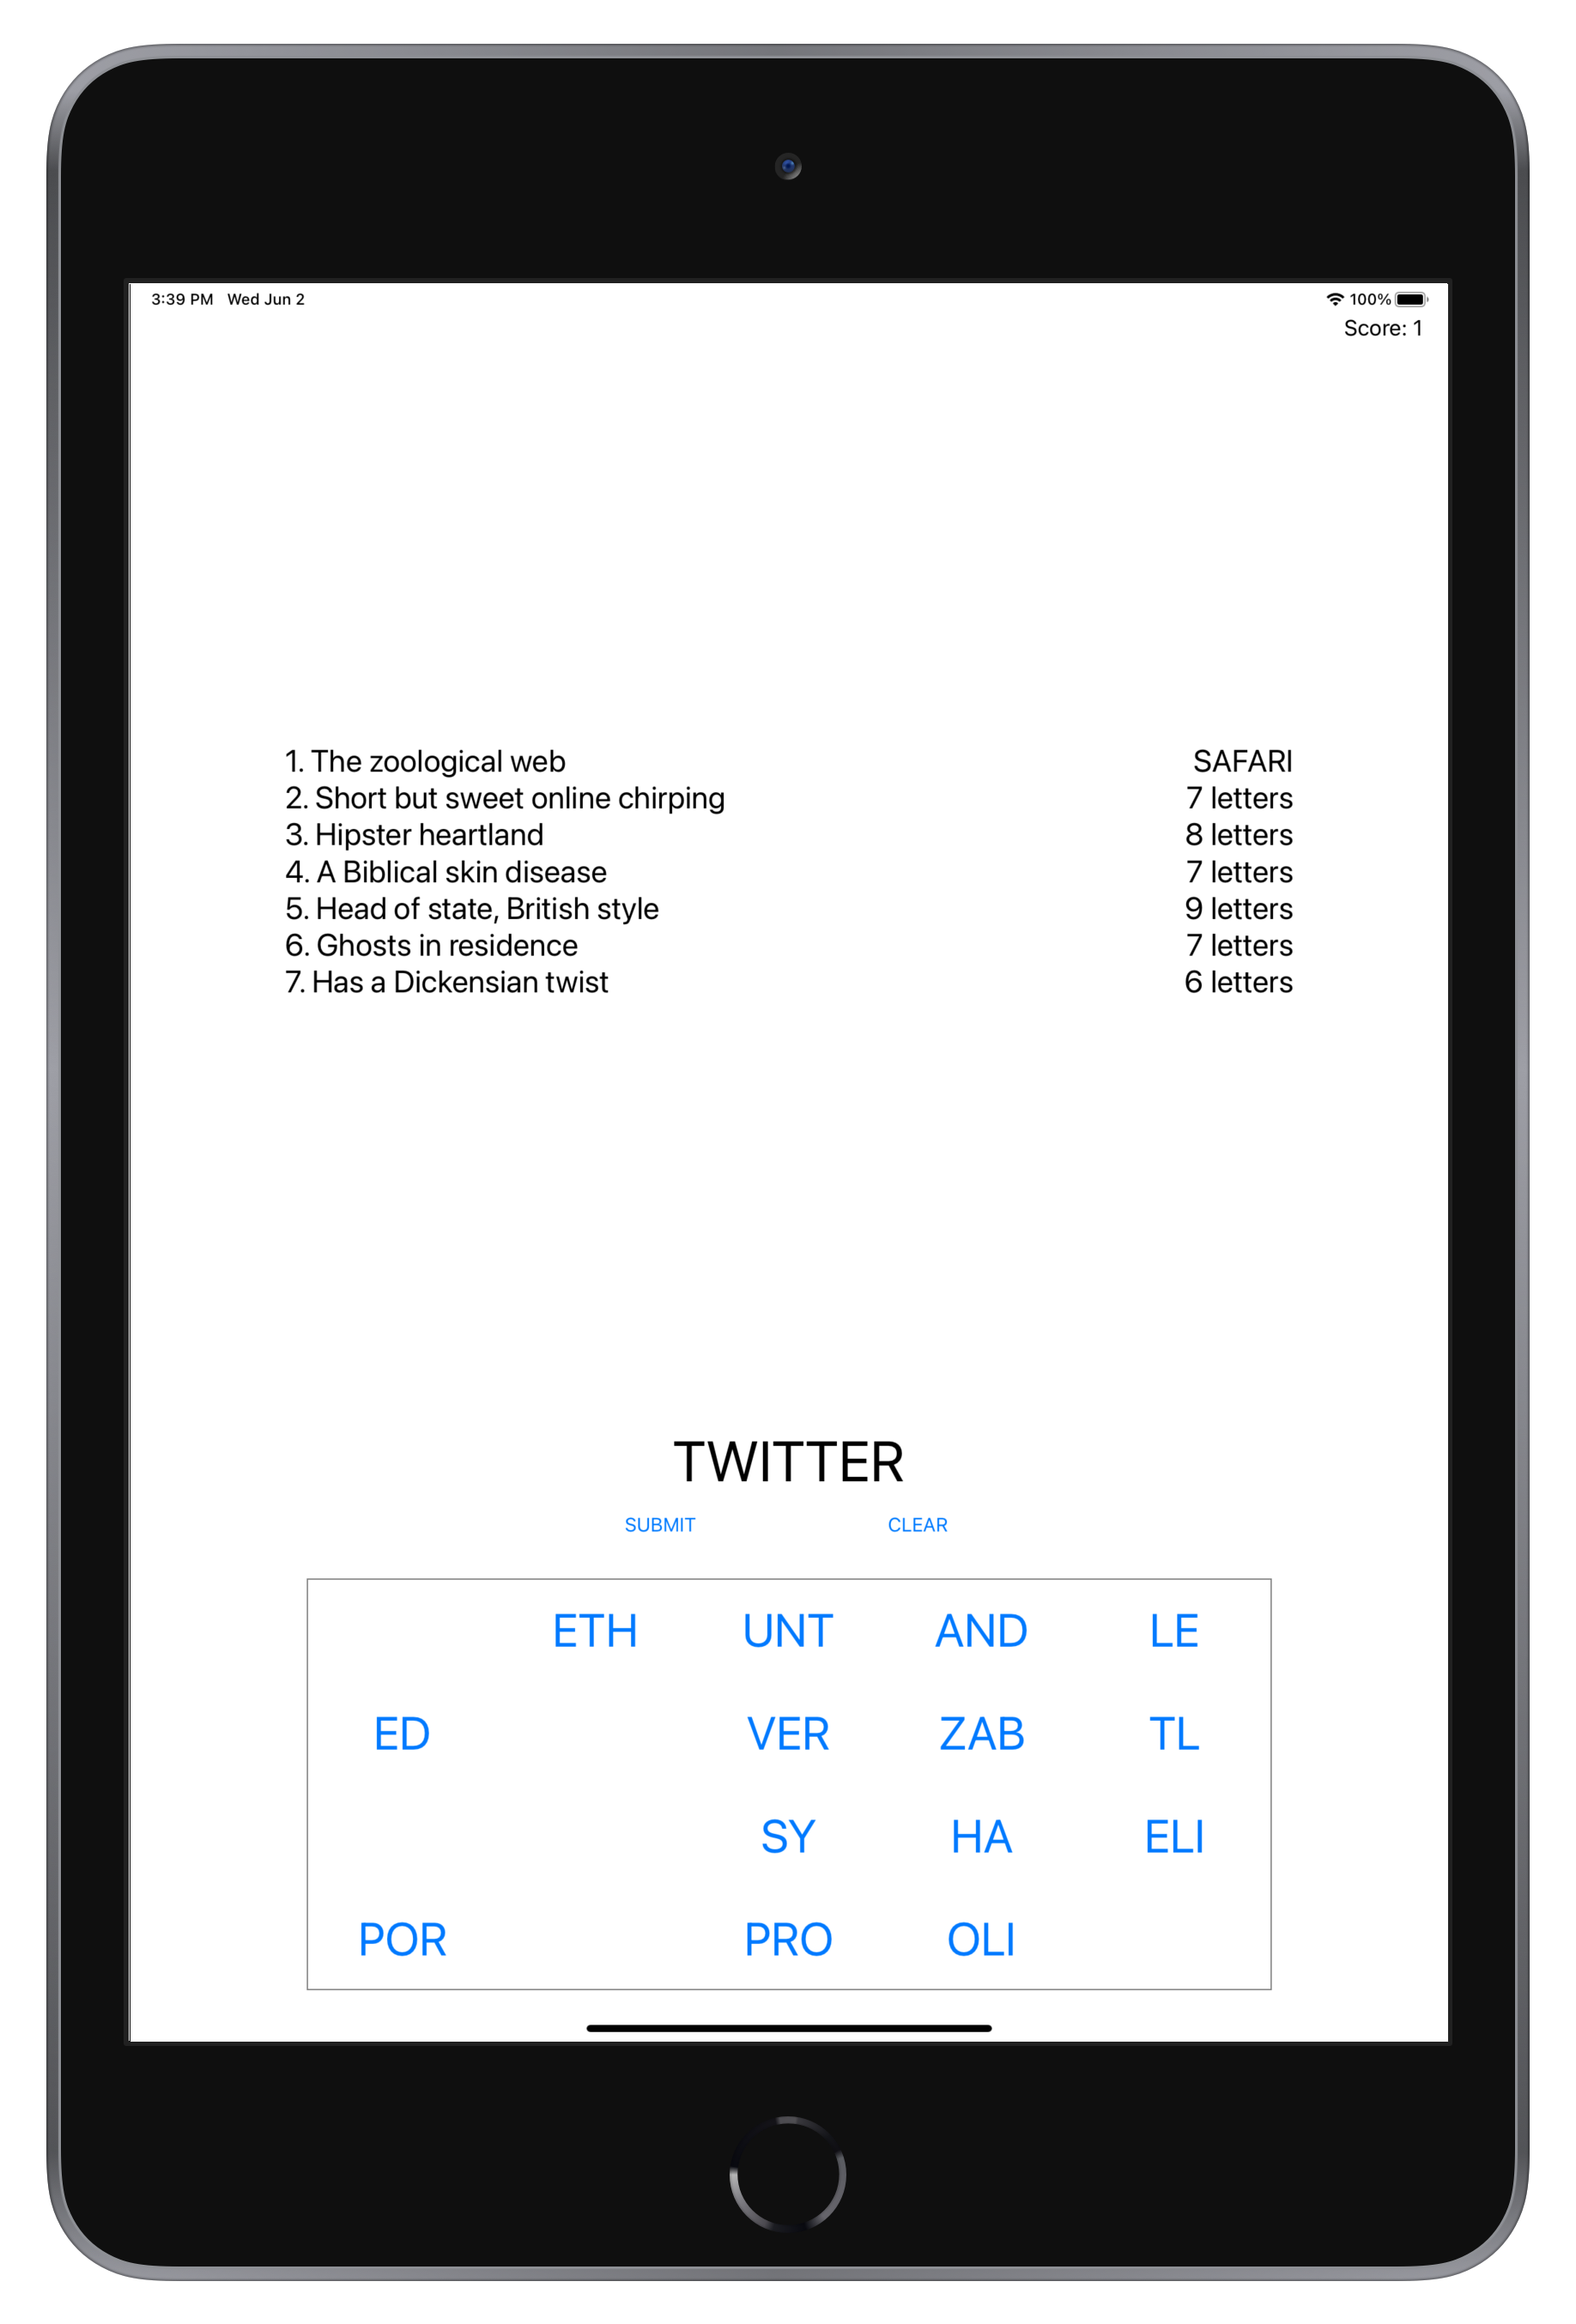 3:39 PM Wed Jun 2 100%
Score: 1
1. The zoological web SAFARI
2. Short but sweet online chirping 7 letters
3. Hipster heartland 8 letters
4. A Biblical skin disease 7 letters
5. Head of state, British style 9 letters
6. Ghosts in residence 7 letters
7. Has a Dickensian twist 6 letters
TWITTER
SUBMIT CLEAR
ETH UNT AND LE
ED VER ZAB TL
SY HA ELI
POR PRO OLI